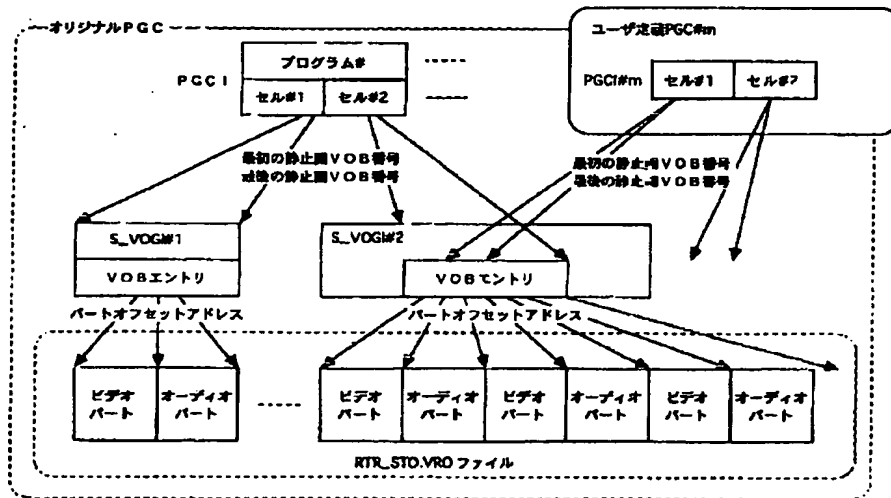 オリジナルPGC
ユーザ定義PGC#m
PGCI
プログラム#
セル#1
セル#2
PGCI#m
セル#1
セル#2
最初の静止画VOB番号
最後の静止画VOB番号
最初の静止画VOB番号
最後の静止画VOB番号
S_VOGI#1
VOBエントリ
S_VOGI#2
VOBエントリ
パートオフセットアドレス
パートオフセットアドレス
ビデオ
パート
オーディオ
パート
ビデオ
パート
オーディオ
パート
ビデオ
パート
オーディオ
パート
ビデオ
パート
オーディオ
パート
RTR_STO.VRO ファイル